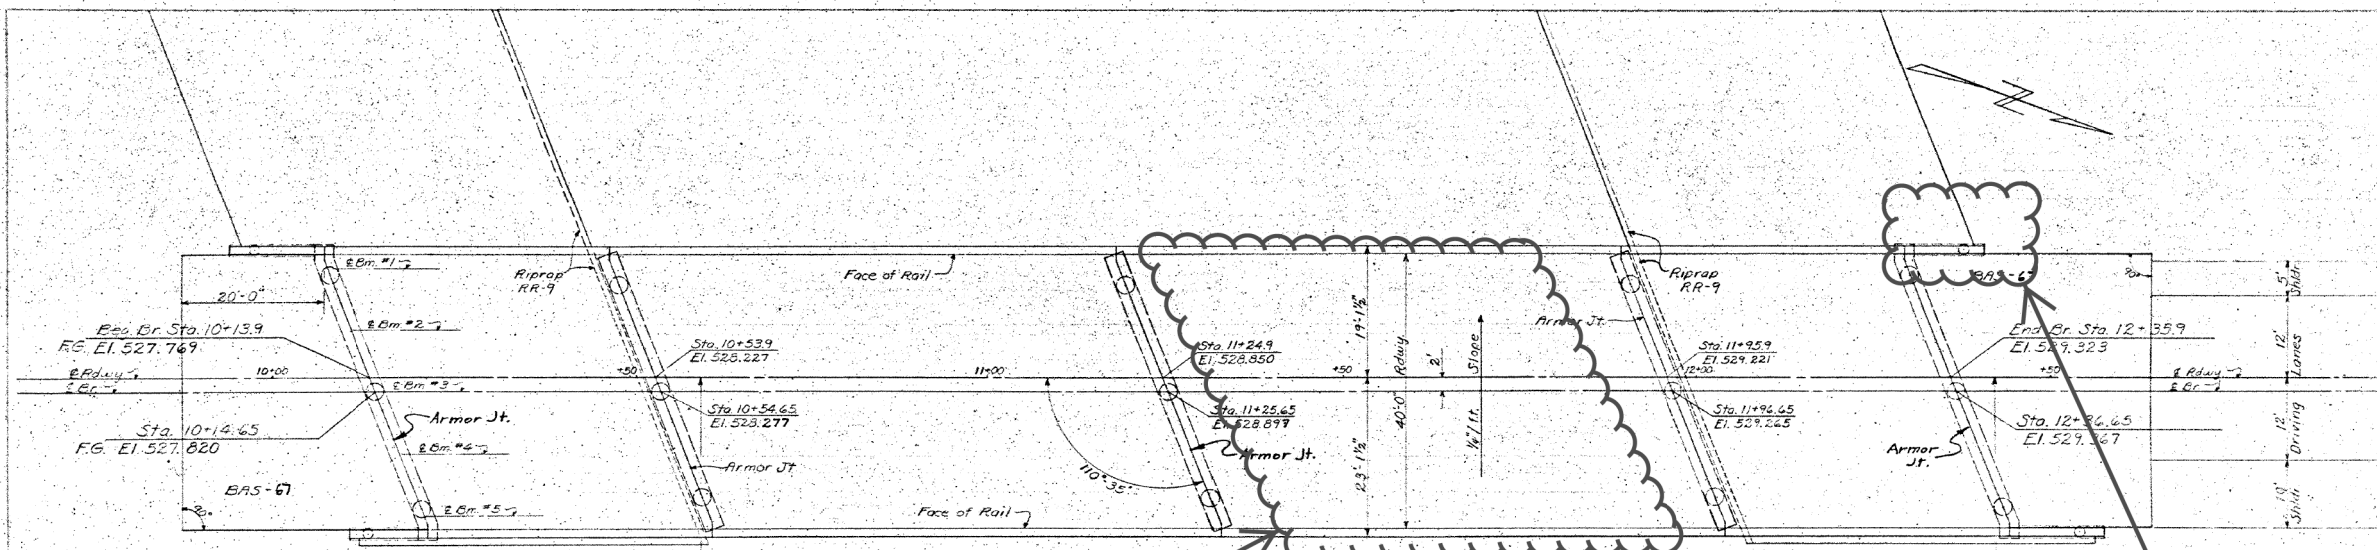 ℄ Bm. #1
20'-0"
℄ Bm. #2
Beg. Br. Sta. 10+13.9
F.G. El. 527.769
℄ Rdwy.
℄ Br.
10+00
℄ Bm #3
Sta. 10+14.65
F.G. El. 527.820
Armor Jt.
℄ Bm. #4
BAS-67
90°
℄ Bm. #5
Riprap
RR-9
Sta. 10+53.9
El. 528.227
+50
Sta. 10+54.65
El. 528.277
Armor Jt
Face of Rail
11+00
110°35'
Face of Rail
Sta. 11+24.9
El. 528.850
Sta. 11+25.65
El. 528.897
Armor Jt.
19'-1½"
23'-1½"
40'-0" Rdwy.
2'
Slope
+50
Riprap
RR-9
Armor Jt.
Sta. 11+95.9
El. 529.221
12+00
Sta. 11+96.65
El. 529.265
BAS-67
90°
End Br. Sta. 12+35.9
El. 529.323
+50
℄ Rdwy.
℄ Br.
Sta. 12+36.65
El. 529.367
Armor
Jt.
5'
Shldr.
12'
Lanes
12'
Driving
10'
Shldr.